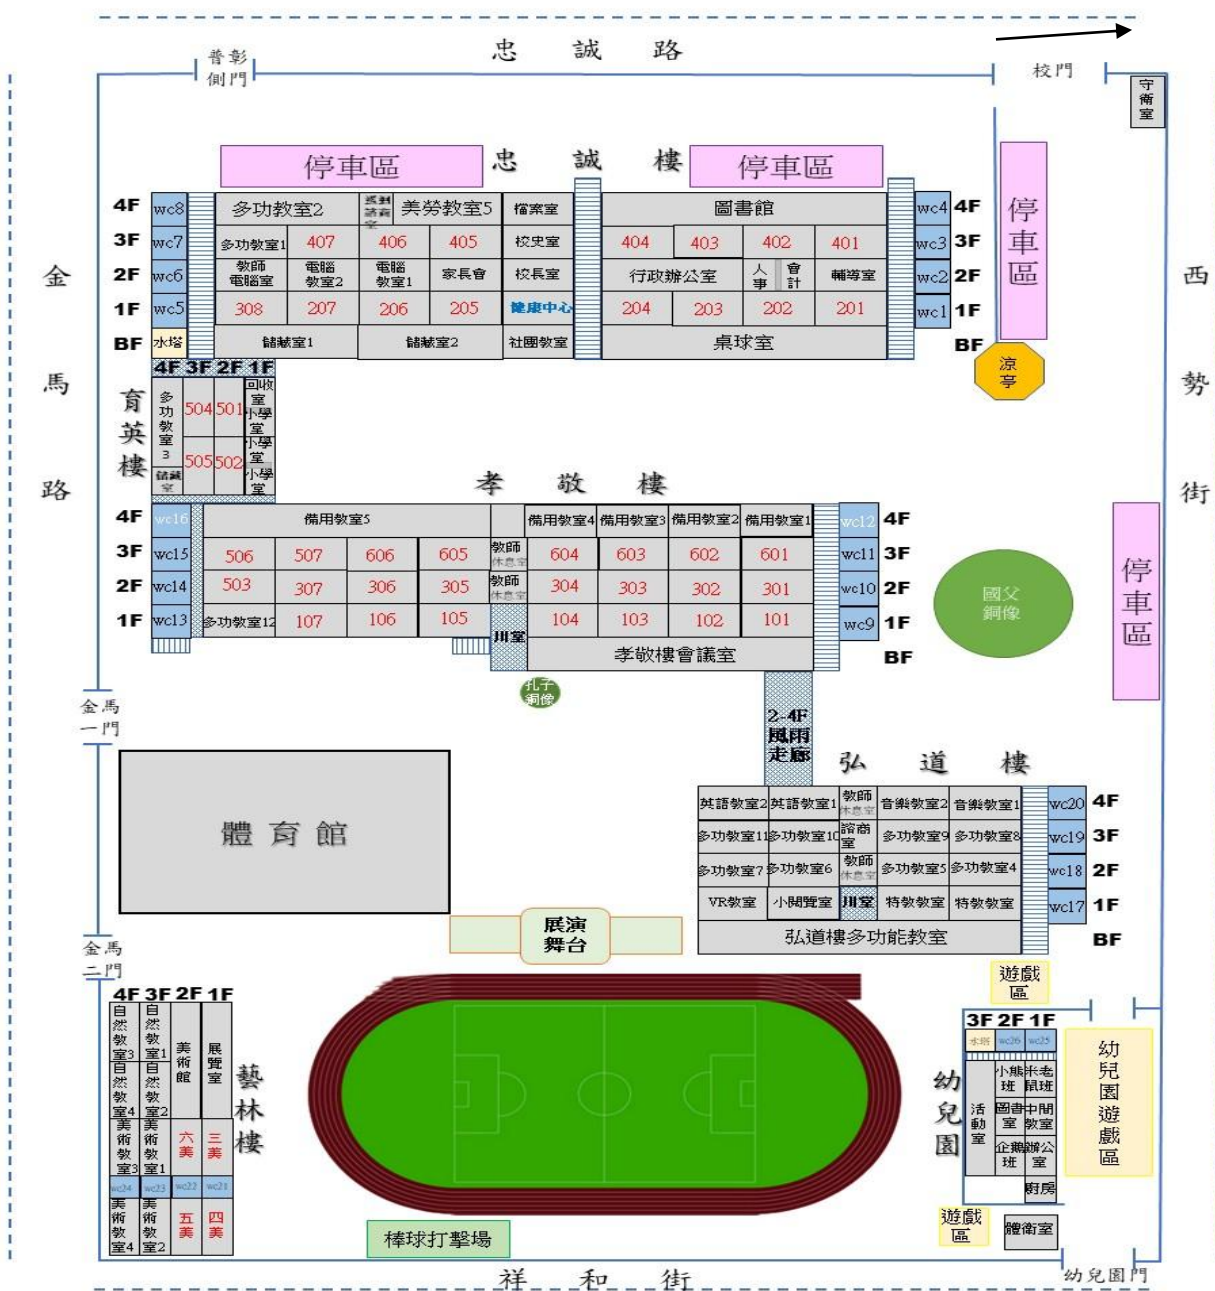 忠 誠 路
普彰
側門
校門
守衛室
停車區
忠 誠 樓
停車區
停車區
4F wc8 多功教室2 美勞教室5 檔案室 圖書館 wc4 4F
3F wc7 多功教室1 407 406 405 校史室 404 403 402 401 wc3 3F
2F wc6 教師電腦室 電腦教室2 電腦教室1 家長會 校長室 行政辦公室 人事 會計 輔導室 wc2 2F
1F wc5 308 207 206 205 健康中心 204 203 202 201 wc1 1F
BF 水塔 儲藏室1 儲藏室2 社團教室 桌球室 BF
涼亭
金馬路
西勢街
育英樓
4F 3F 2F 1F
多功教室3 504 501 回收室 小學堂
儲藏室 505 502 小學堂 小學堂
孝 敬 樓
4F wc16 備用教室5 備用教室4 備用教室3 備用教室2 備用教室1 wc12 4F
3F wc15 506 507 606 605 教師休息室 604 603 602 601 wc11 3F
2F wc14 503 307 306 305 教師休息室 304 303 302 301 wc10 2F
1F wc13 多功教室12 107 106 105 川堂 104 103 102 101 wc9 1F
孝敬樓會議室 BF
國父
銅像
停車區
孔子
銅像
金馬
一門
2-4F
風雨
走廊
弘 道 樓
英語教室2 英語教室1 教師休息室 音樂教室2 音樂教室1 wc20 4F
多功教室11 多功教室10 諮商室 多功教室9 多功教室8 wc19 3F
多功教室7 多功教室6 教師休息室 多功教室5 多功教室4 wc18 2F
VR教室 小閱覽室 川堂 特教教室 特教教室 wc17 1F
弘道樓多功能教室 BF
體育館
展演
舞台
金馬
二門
遊戲
區
4F 3F 2F 1F
自然教室3 自然教室1 美術館 展覽室
自然教室4 自然教室2
美術教室3 美術教室1 六美 三美
wc24 wc23 wc22 wc21
美術教室4 美術教室2 五美 四美
藝林樓
幼兒園
3F 2F 1F
水塔 wc26 wc25
活動室 小熊班 米老鼠班
圖書室 中間教室
企鵝班 辦公室
廚房
幼兒園遊戲區
遊戲
區
體衛室
棒球打擊場
幼兒園門
祥 和 街